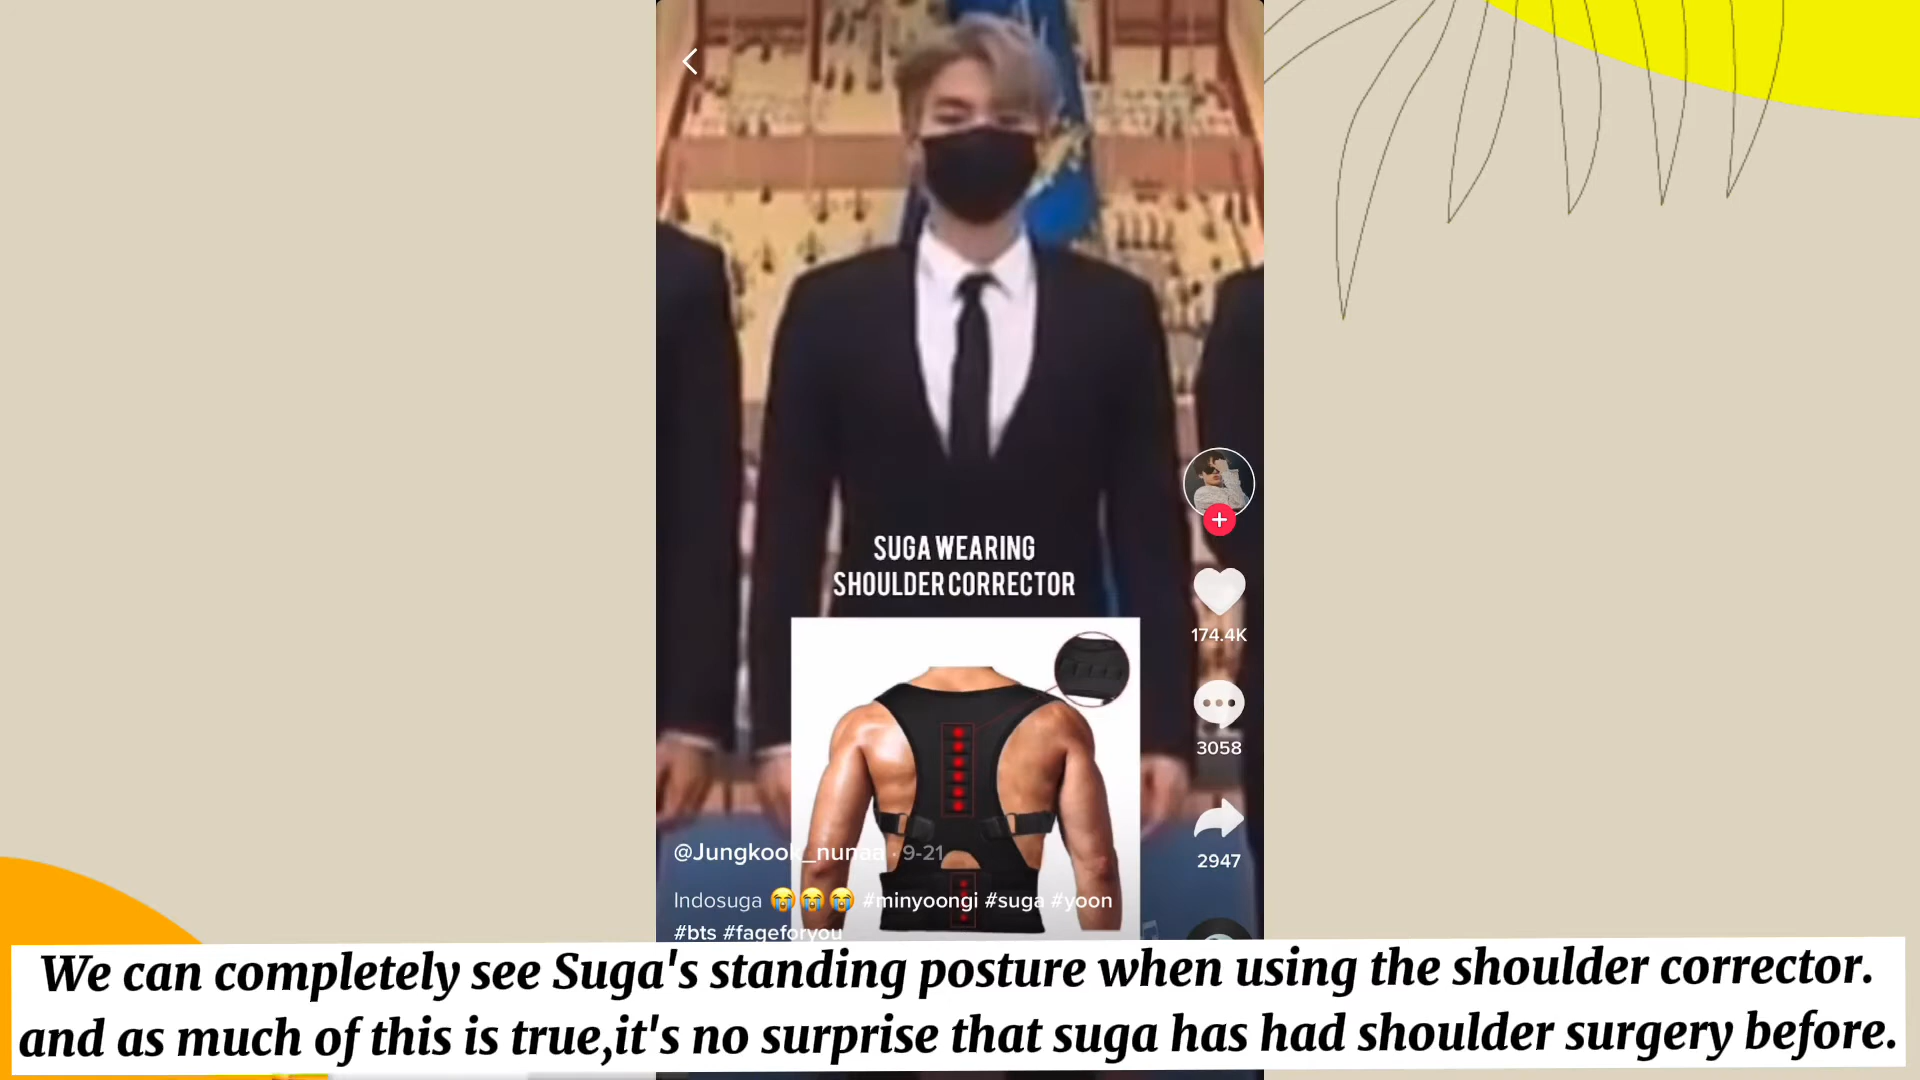 SUGA WEARING
SHOULDER CORRECTOR
174.4K
3058
2947
@Jungkook_nunaa · 9-21
Indosuga 😭😭😭 #minyoongi #suga #yoon
#bts #fageforyou
We can completely see Suga's standing posture when using the shoulder corrector.
and as much of this is true,it's no surprise that suga has had shoulder surgery before.